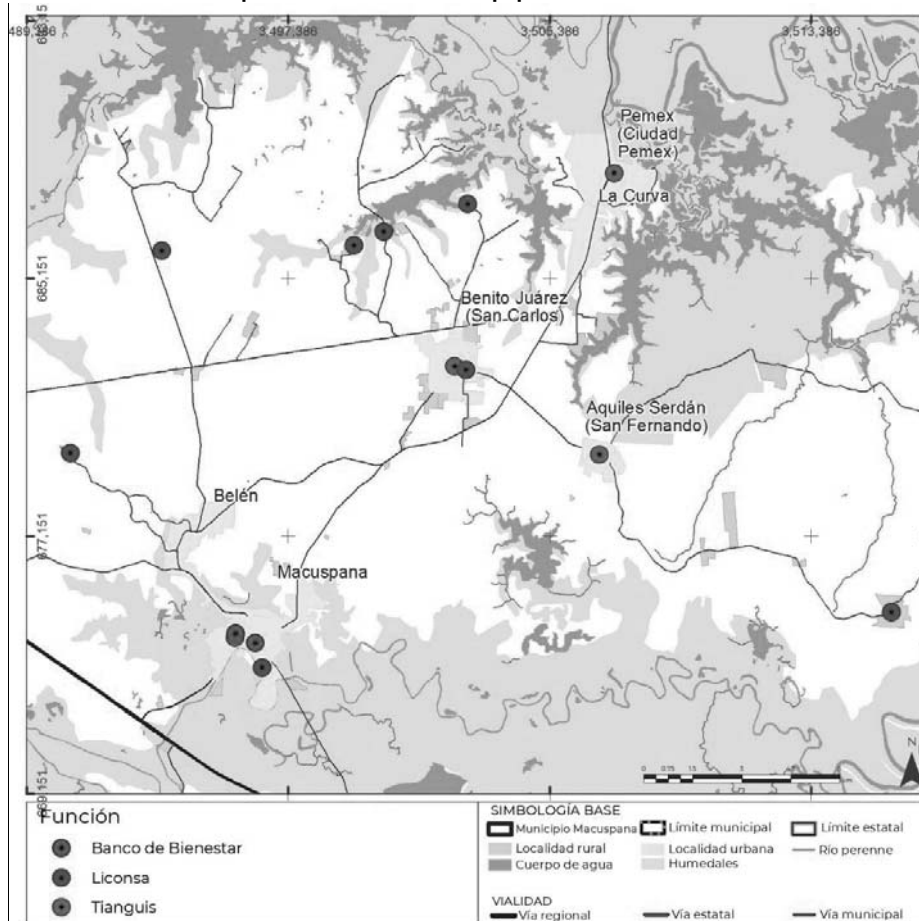 489,386
3,497,386
3,505,386
3,513,386
Pemex
(Ciudad
Pemex)
La Curva
685,151
Benito Juárez
(San Carlos)
Aquiles Serdán
(San Fernando)
Belén
677,151
Macuspana
N
669,151
Función
Banco de Bienestar
Liconsa
Tianguis
SIMBOLOGÍA BASE
Municipio Macuspana
Límite municipal
Límite estatal
Localidad rural
Localidad urbana
Río perenne
Cuerpo de agua
Humedales
VIALIDAD
Vía regional
Vía estatal
Vía municipal